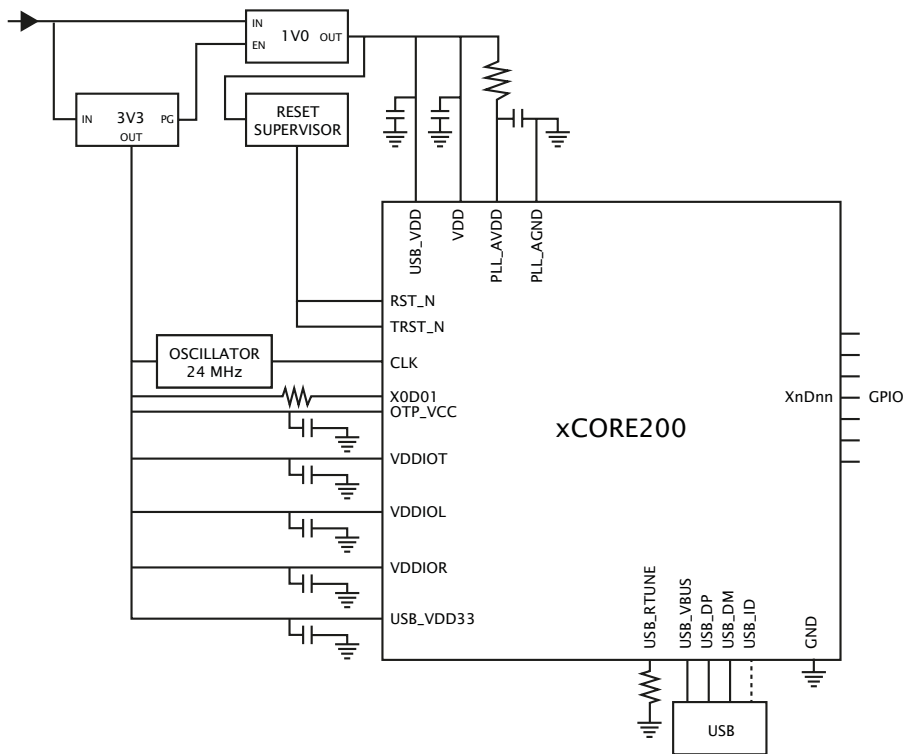 IN
EN
1V0
OUT
IN
3V3
PG
OUT
RESET
SUPERVISOR
USB_VDD
VDD
PLL_AVDD
PLL_AGND
RST_N
TRST_N
OSCILLATOR
24 MHz
CLK
X0D01
OTP_VCC
XnDnn
GPIO
xCORE200
VDDIOT
VDDIOL
VDDIOR
USB_VDD33
USB_RTUNE
USB_VBUS
USB_DP
USB_DM
USB_ID
GND
USB